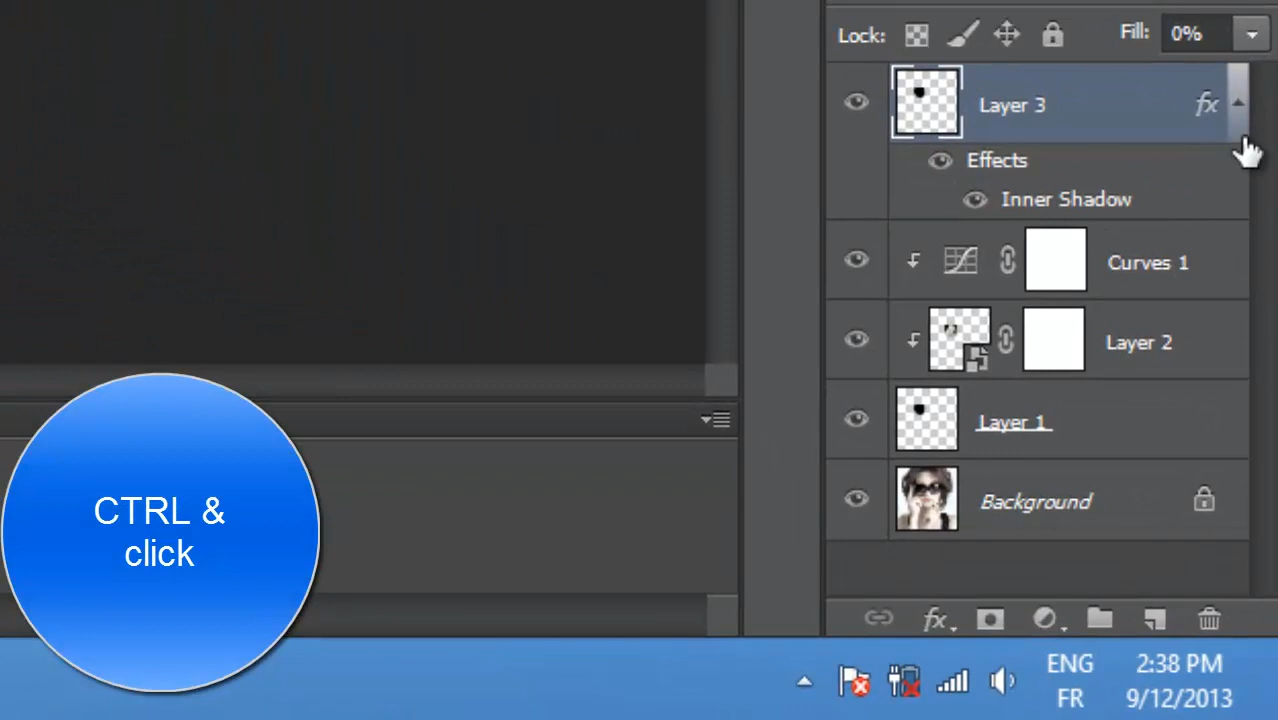 Lock:
Fill: 0%
Layer 3
fx
Effects
Inner Shadow
Curves 1
Layer 2
Layer 1
Background
CTRL &
click
fx
ENG
FR
2:38 PM
9/12/2013